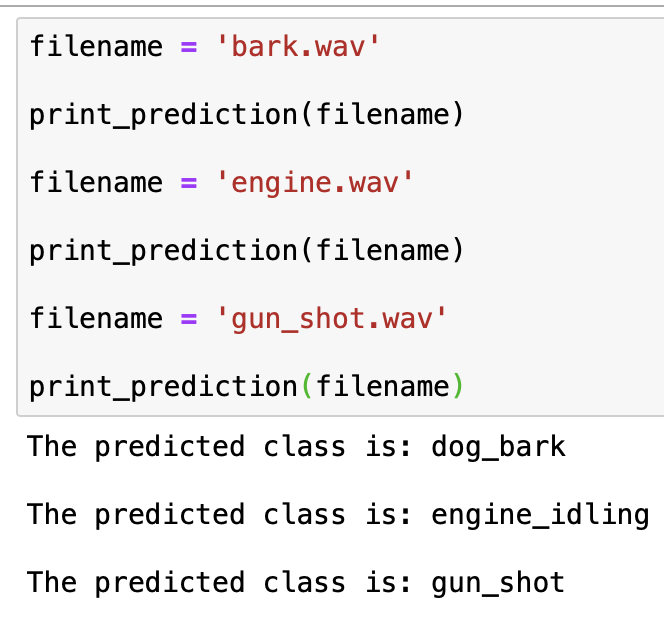 filename = 'bark.wav'
print_prediction(filename)
filename = 'engine.wav'
print_prediction(filename)
filename = 'gun_shot.wav'
print_prediction(filename)
The predicted class is: dog_bark
The predicted class is: engine_idling
The predicted class is: gun_shot